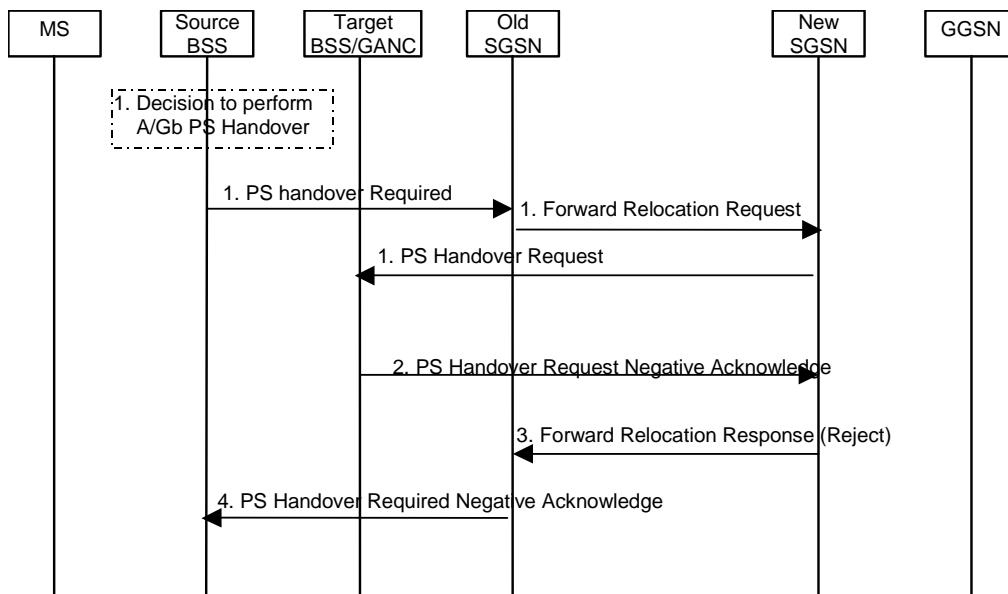 MS
Source
BSS
Target
BSS/GANC
Old
SGSN
New
SGSN
GGSN
1. Decision to perform
A/Gb PS Handover
1. PS handover Required
1. Forward Relocation Request
1. PS Handover Request
2. PS Handover Request Negative Acknowledge
3. Forward Relocation Response (Reject)
4. PS Handover Required Negative Acknowledge